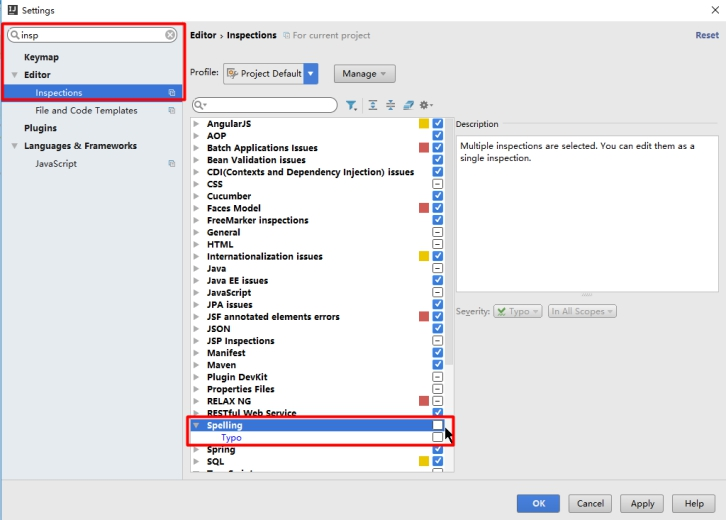 Settings
insp
Keymap
Editor
Inspections
File and Code Templates
Plugins
Languages & Frameworks
JavaScript
Editor › Inspections For current project Reset
Profile: Project Default Manage
AngularJS
AOP
Batch Applications Issues
Bean Validation issues
CDI(Contexts and Dependency Injection) issues
CSS
Cucumber
Faces Model
FreeMarker inspections
General
HTML
Internationalization issues
Java
Java EE issues
JavaScript
JPA issues
JSF annotated elements errors
JSON
JSP Inspections
Manifest
Maven
Plugin DevKit
Properties Files
RELAX NG
RESTful Web Service
Spelling
Typo
Spring
SQL
Description
Multiple inspections are selected. You can edit them as a
single inspection.
Severity: Typo In All Scopes
OK Cancel Apply Help